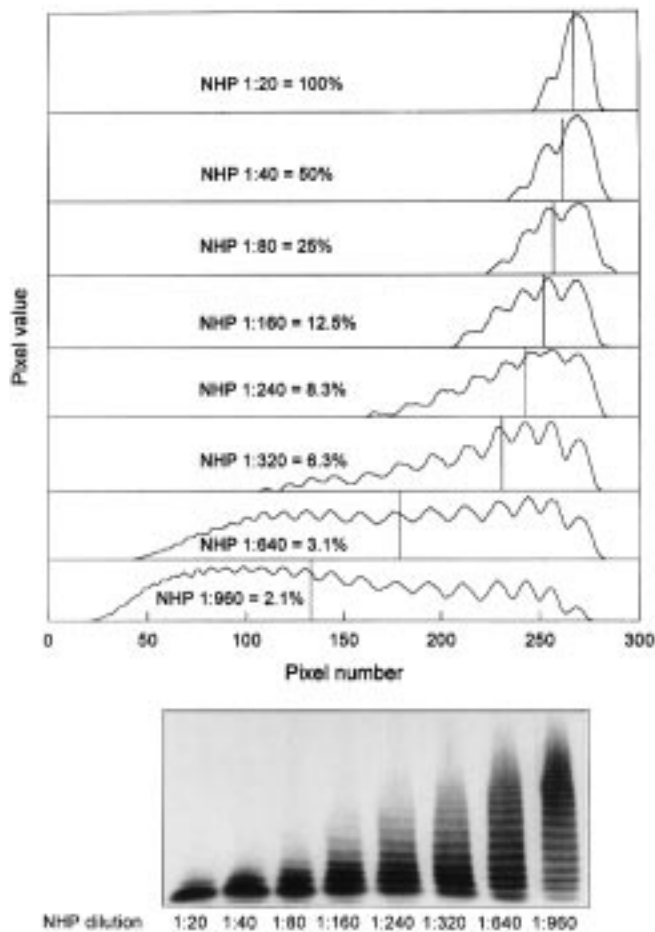 NHP 1:20 = 100%
NHP 1:40 = 50%
NHP 1:80 = 25%
NHP 1:160 = 12.5%
NHP 1:240 = 8.3%
NHP 1:320 = 6.3%
NHP 1:640 = 3.1%
NHP 1:960 = 2.1%
Pixel value
0 50 100 150 200 250 300
Pixel number
NHP dilution 1:20 1:40 1:80 1:160 1:240 1:320 1:640 1:960